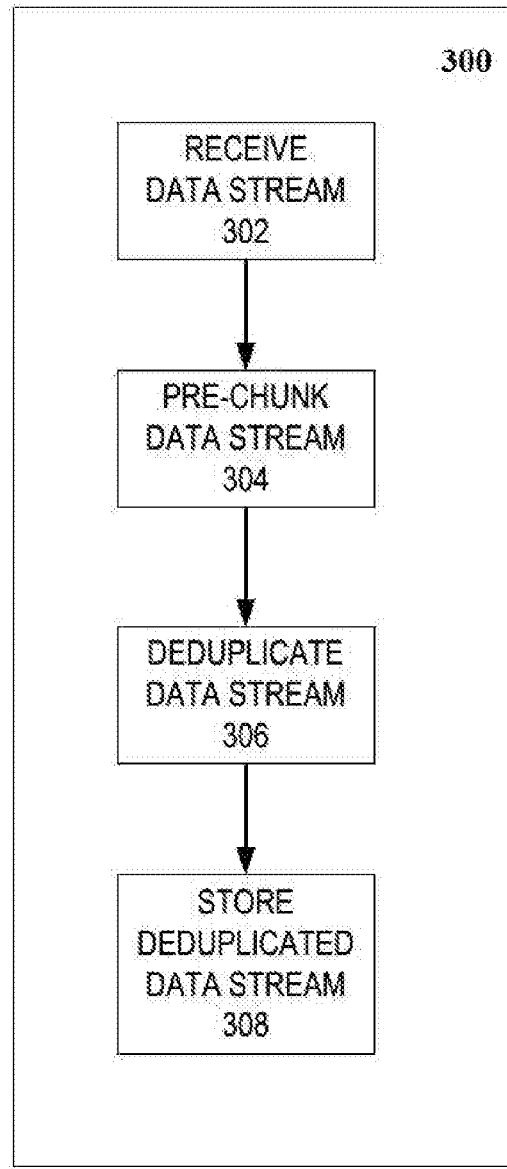 300
RECEIVE
DATA STREAM
302
PRE-CHUNK
DATA STREAM
304
DEDUPLICATE
DATA STREAM
306
STORE
DEDUPLICATED
DATA STREAM
308